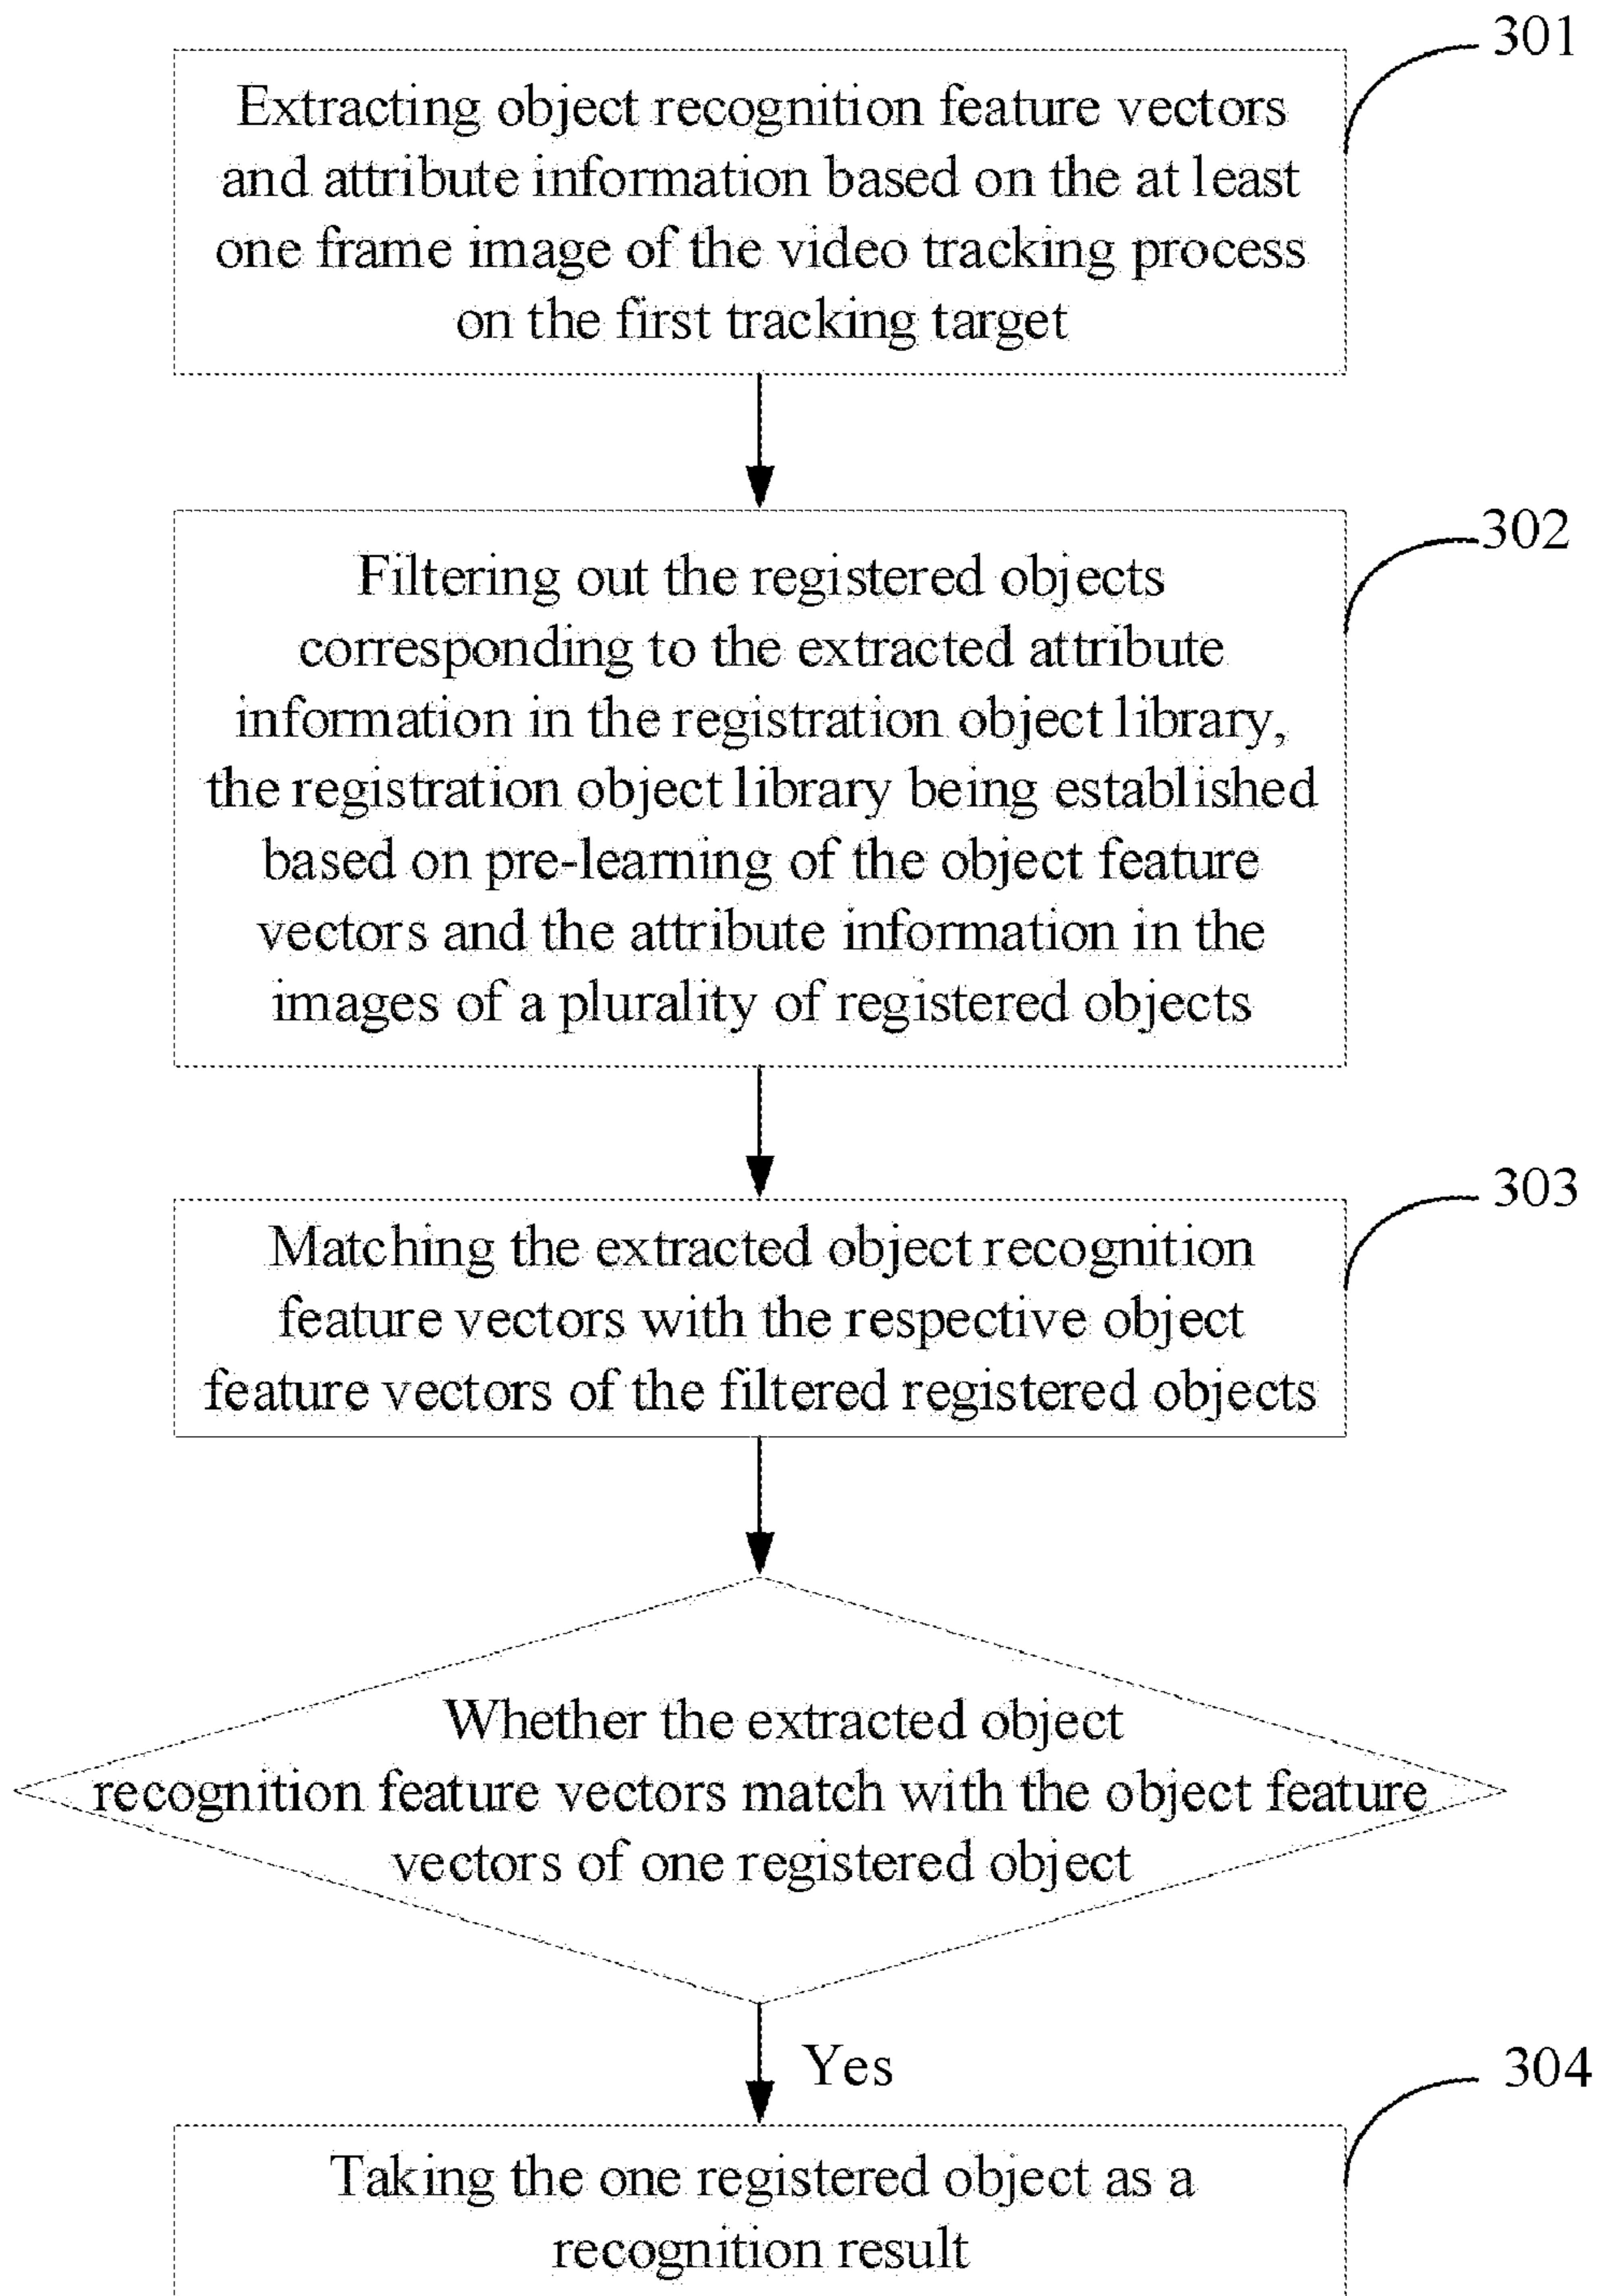 301
Extracting object recognition feature vectors
and attribute information based on the at least
one frame image of the video tracking process
on the first tracking target
302
Filtering out the registered objects
corresponding to the extracted attribute
information in the registration object library,
the registration object library being established
based on pre-learning of the object feature
vectors and the attribute information in the
images of a plurality of registered objects
303
Matching the extracted object recognition
feature vectors with the respective object
feature vectors of the filtered registered objects
Whether the extracted object
recognition feature vectors match with the object feature
vectors of one registered object
Yes
304
Taking the one registered object as a
recognition result